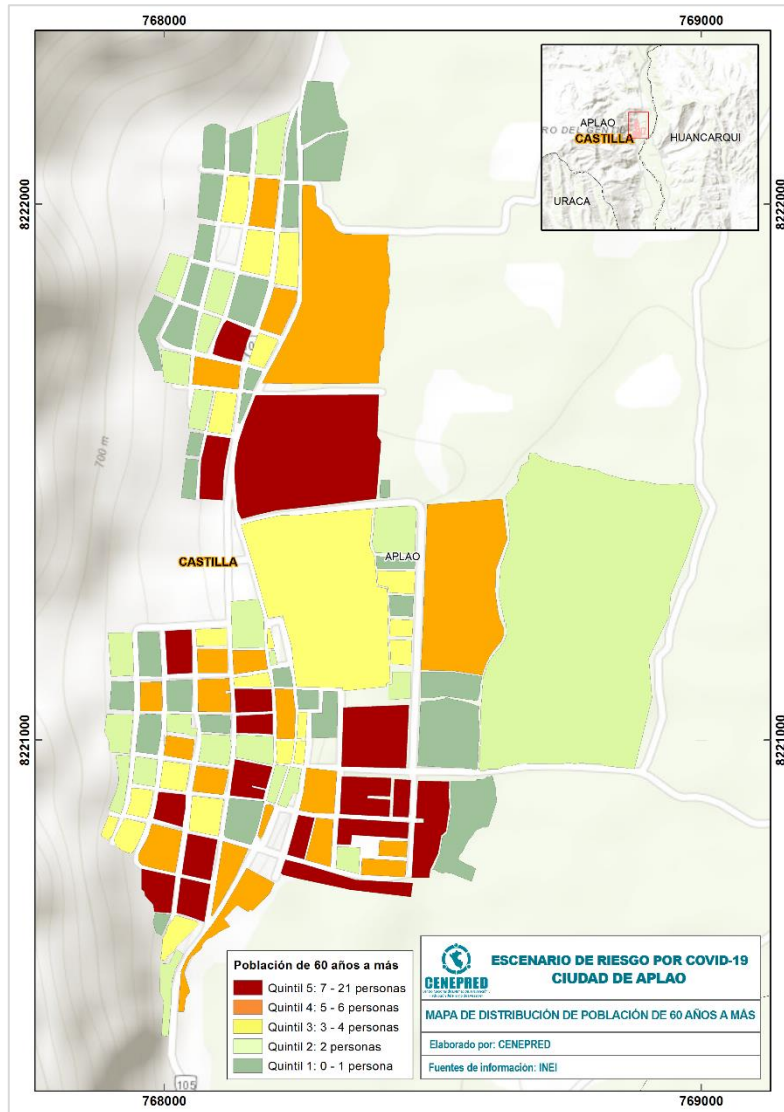 768000
769000
8222000
8222000
APLAO
CASTILLA
HUANCARQUI
URACA
700 m
CASTILLA
APLAO
8221000
8221000
Población de 60 años a más
Quintil 5: 7 - 21 personas
Quintil 4: 5 - 6 personas
Quintil 3: 3 - 4 personas
Quintil 2: 2 personas
Quintil 1: 0 - 1 persona
CENEPRED
ESCENARIO DE RIESGO POR COVID-19
CIUDAD DE APLAO
MAPA DE DISTRIBUCIÓN DE POBLACIÓN DE 60 AÑOS A MÁS
Elaborado por: CENEPRED
Fuentes de información: INEI
105
768000
769000